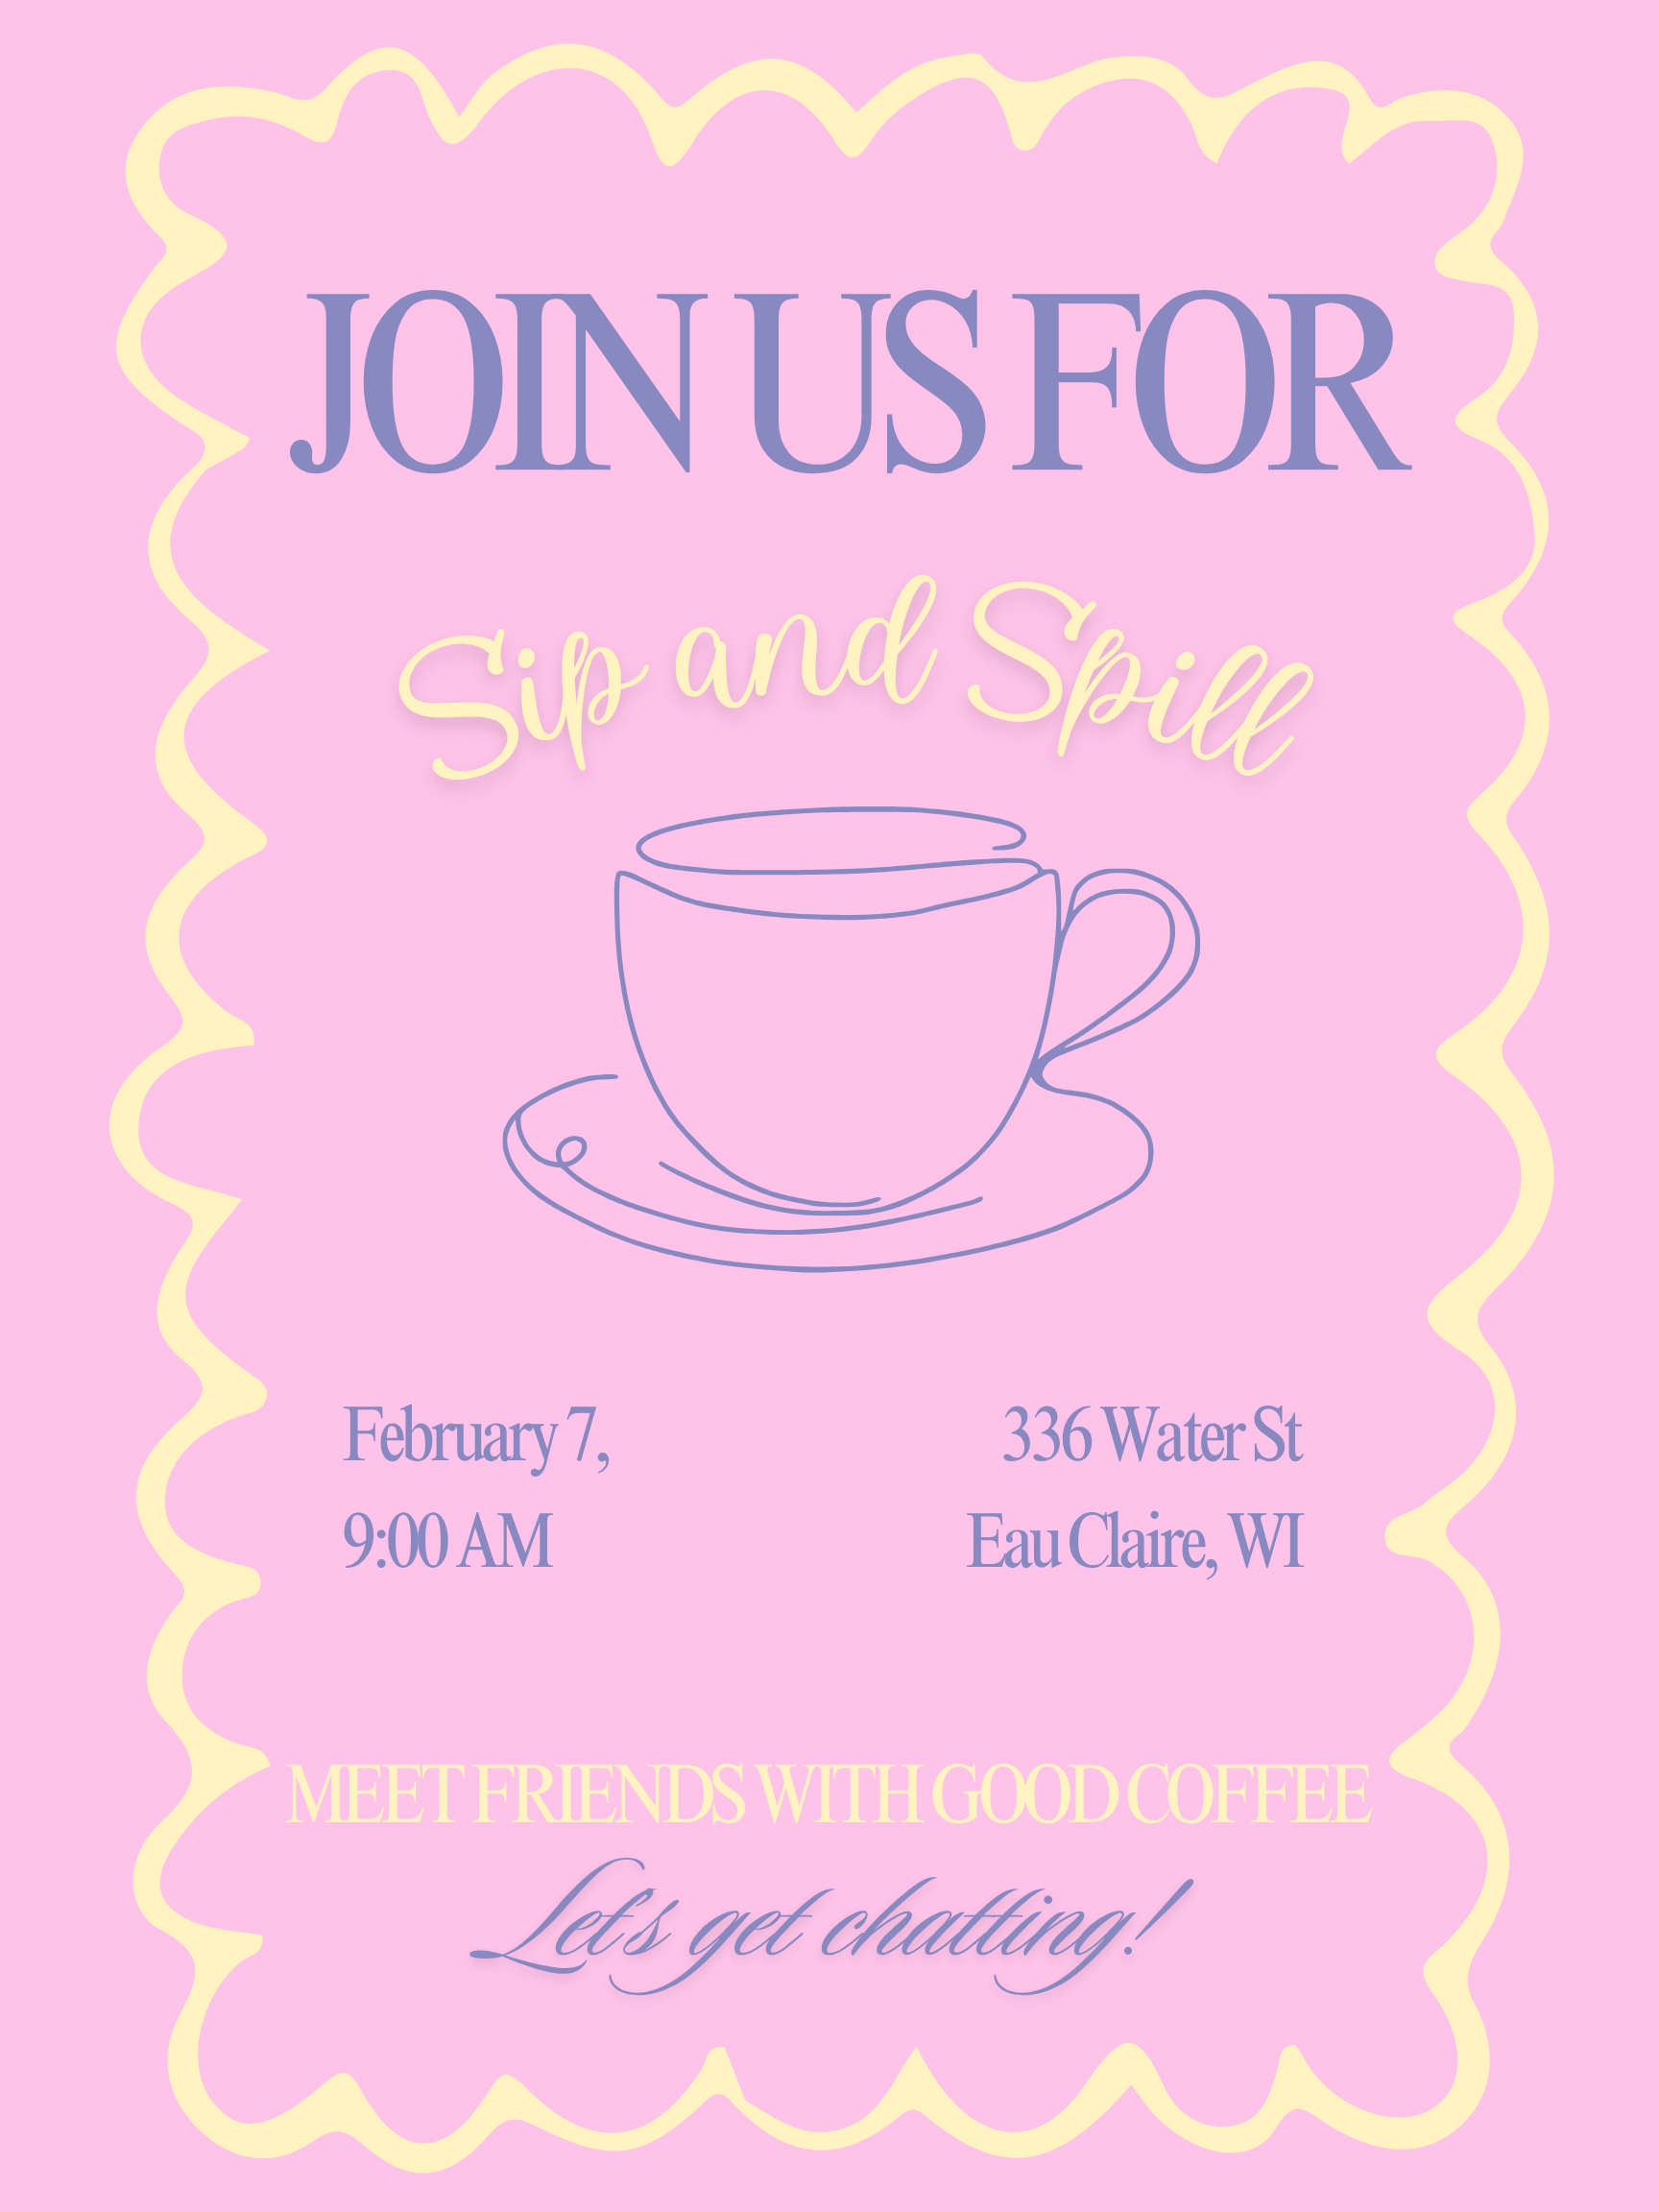 JOIN US FOR
Sip and Spill
February 7,
9:00 AM
336 Water St
Eau Claire, WI
MEET FRIENDS WITH GOOD COFFEE
Let's get chatting!